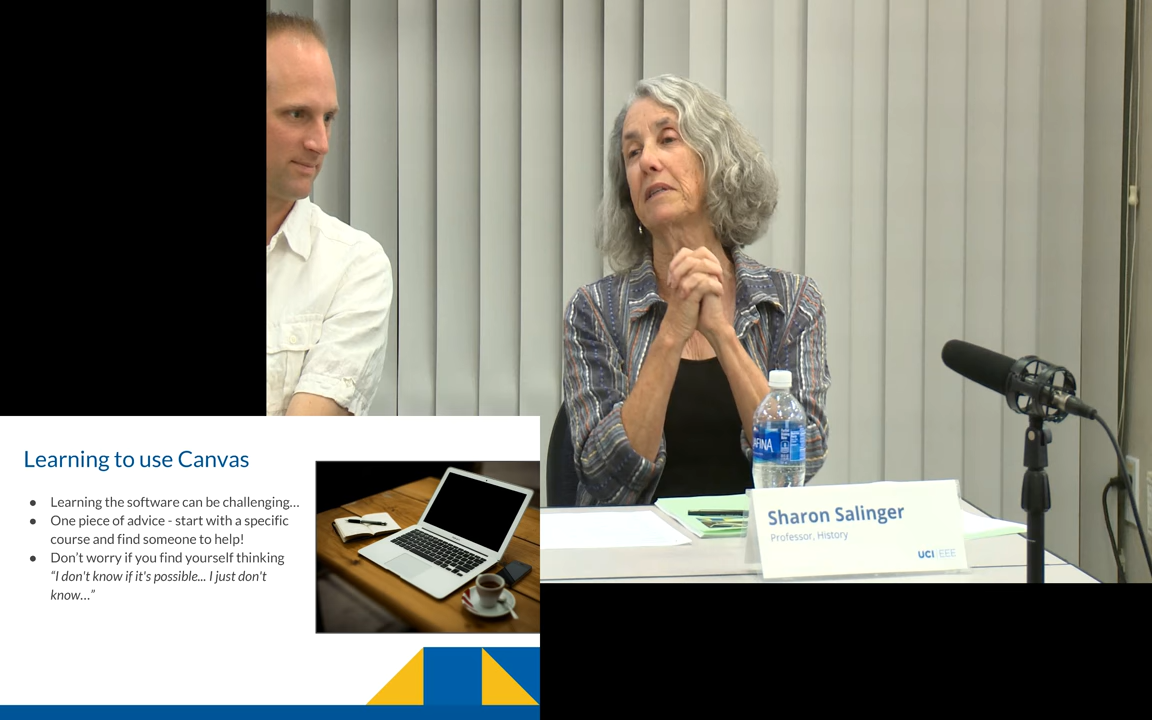 Learning to use Canvas
● Learning the software can be challenging...
● One piece of advice - start with a specific
course and find someone to help!
● Don't worry if you find yourself thinking
"I don't know if it's possible... I just don't
know..."
AFINA
Sharon Salinger
Professor, History
UCI EEE